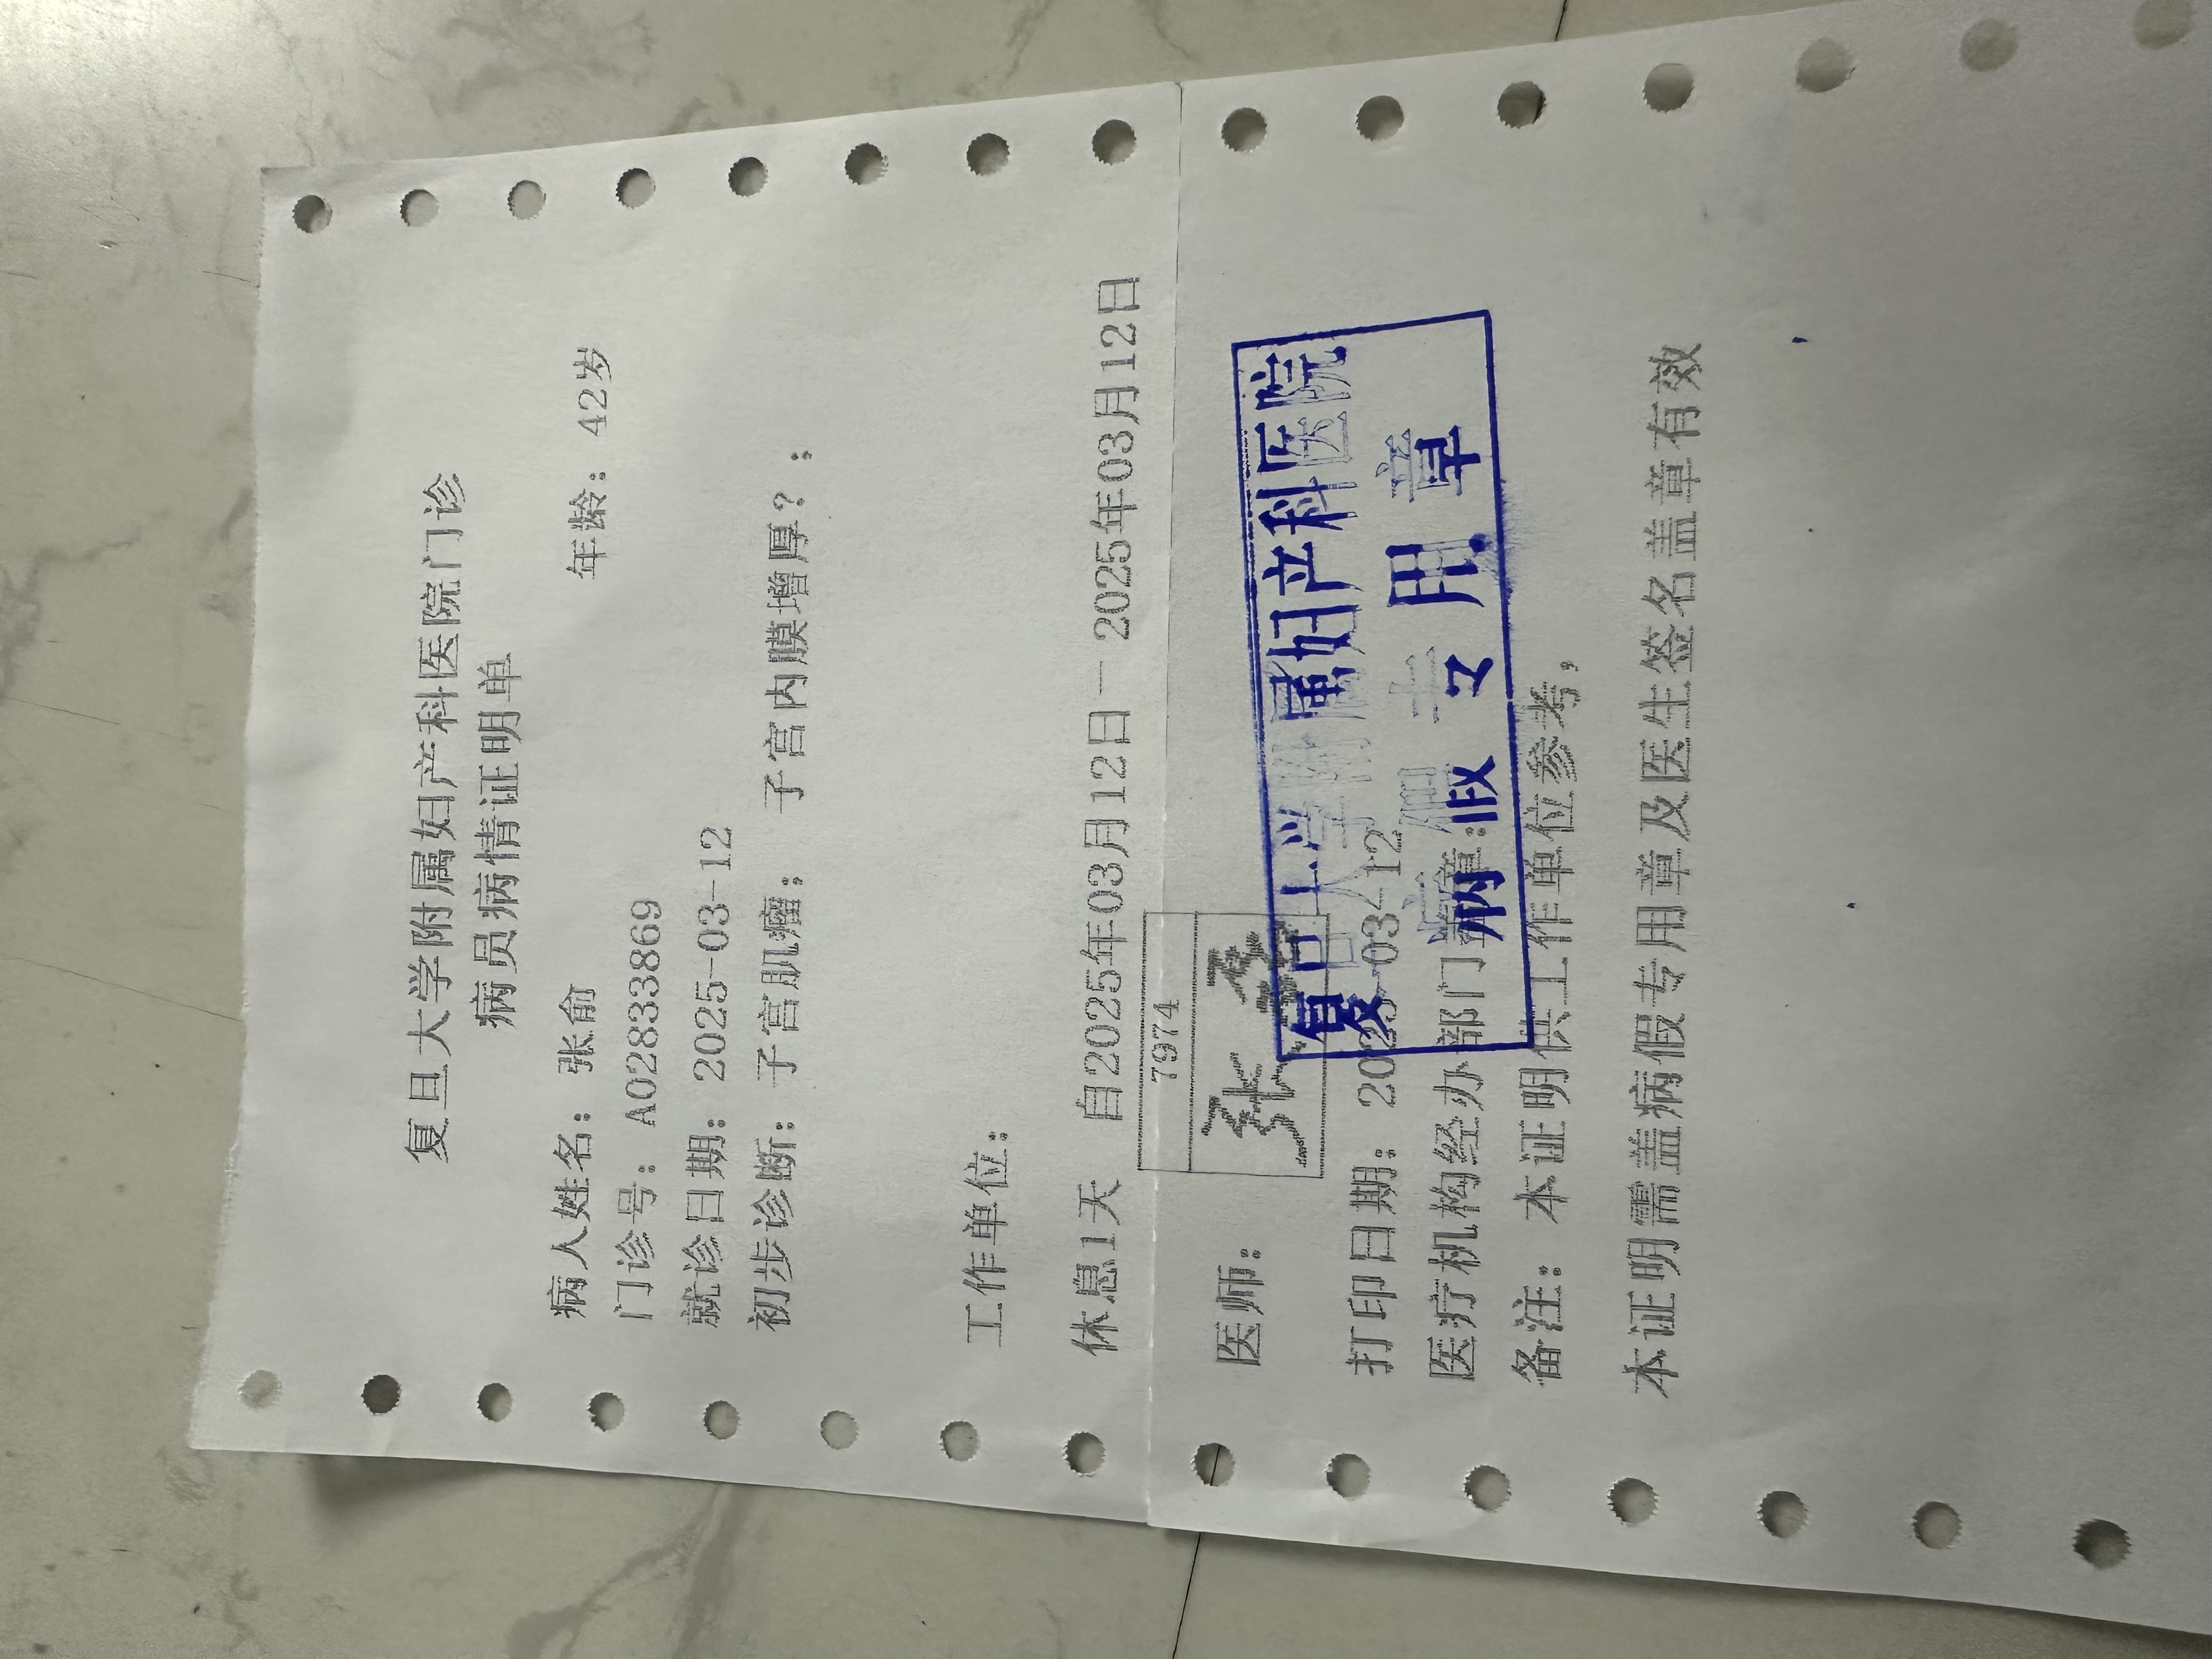 复旦大学附属妇产科医院门诊
病员病情证明单
病人姓名：张俞 年龄：42岁
门诊号：A02833869
就诊日期：2025-03-12
初步诊断：子宫肌瘤；子宫内膜增厚？；
工作单位：
休息1天 自2025年03月12日—2025年03月12日
7974
医师：
复旦大学附属妇产科医院
病假专用章
打印日期：2025-03-12
医疗机构经办部门盖章：
备注：本证明供工作单位参考，
本证明需盖病假专用章及医生签名盖章有效